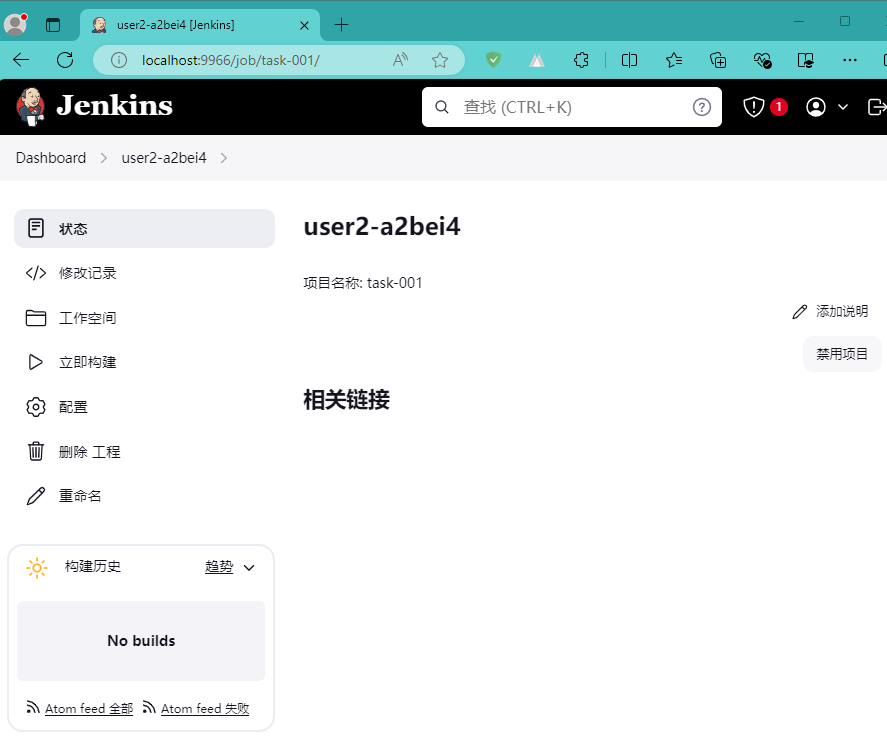 user2-a2bei4 [Jenkins]
localhost:9966/job/task-001/
Jenkins
查找 (CTRL+K)
1
Dashboard
user2-a2bei4
状态
修改记录
工作空间
立即构建
配置
删除 工程
重命名
构建历史
趋势
No builds
Atom feed 全部
Atom feed 失败
user2-a2bei4
项目名称: task-001
添加说明
禁用项目
相关链接